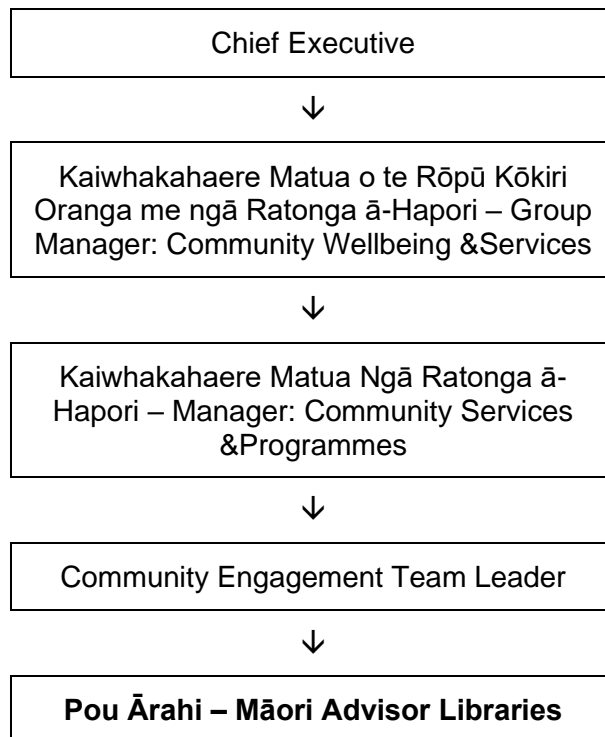 Chief Executive
↓
Kaiwhakahaere Matua o te Rōpū Kōkiri
Oranga me ngā Ratonga ā-Hapori – Group
Manager: Community Wellbeing &Services
↓
Kaiwhakahaere Matua Ngā Ratonga ā-
Hapori – Manager: Community Services
&Programmes
↓
Community Engagement Team Leader
↓
Pou Ārahi – Māori Advisor Libraries